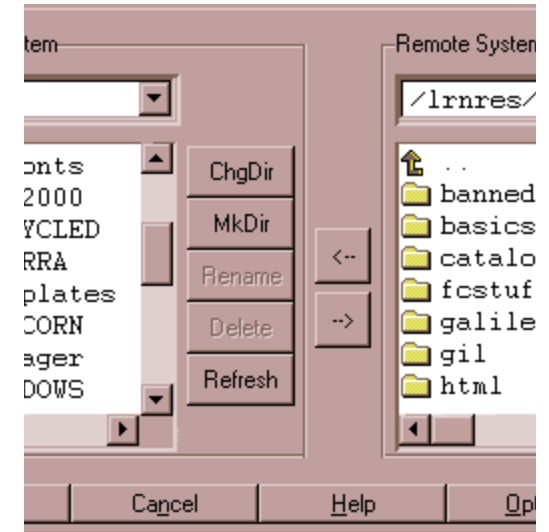 tem
Remote System
/lrnres/
onts
2000
YCLED
RRA
plates
CORN
ager
DOWS
ChgDir
MkDir
Rename
Delete
Refresh
<--
-->
..
banned
basics
catalo
fcstuf
galile
gil
html
Cancel
Help
Opt